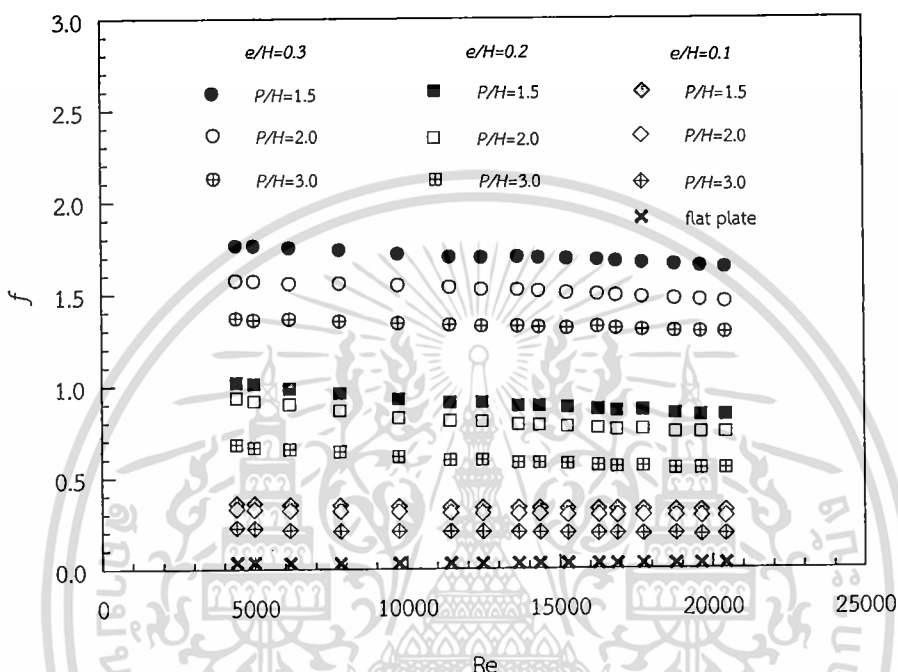 3.0
2.5
2.0
1.5
1.0
0.5
0.0
f
e/H=0.3
e/H=0.2
e/H=0.1
P/H=1.5
P/H=1.5
P/H=1.5
P/H=2.0
P/H=2.0
P/H=2.0
P/H=3.0
P/H=3.0
P/H=3.0
flat plate
0
5000
10000
15000
20000
25000
Re